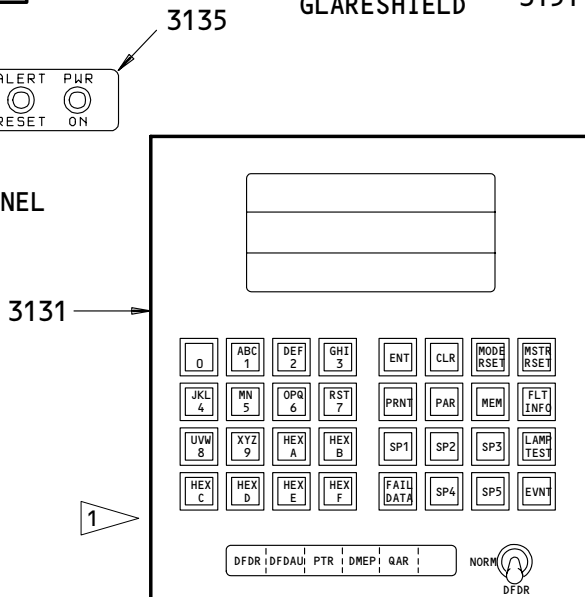 GLARESHIELD
3135
ALERT PWR
RESET ON
NEL
3131
0 ABC 1 DEF 2 GHI 3 ENT CLR MODE RSET MSTR RSET
JKL 4 MN 5 OPQ 6 RST 7 PRNT PAR MEM FLT INFO
UVW 8 XYZ 9 HEX A HEX B SP1 SP2 SP3 LAMP TEST
HEX C HEX D HEX E HEX F FAIL DATA SP4 SP5 EVNT
1
DFDR DFDAU PTR DMEP QAR NORM
DFDR